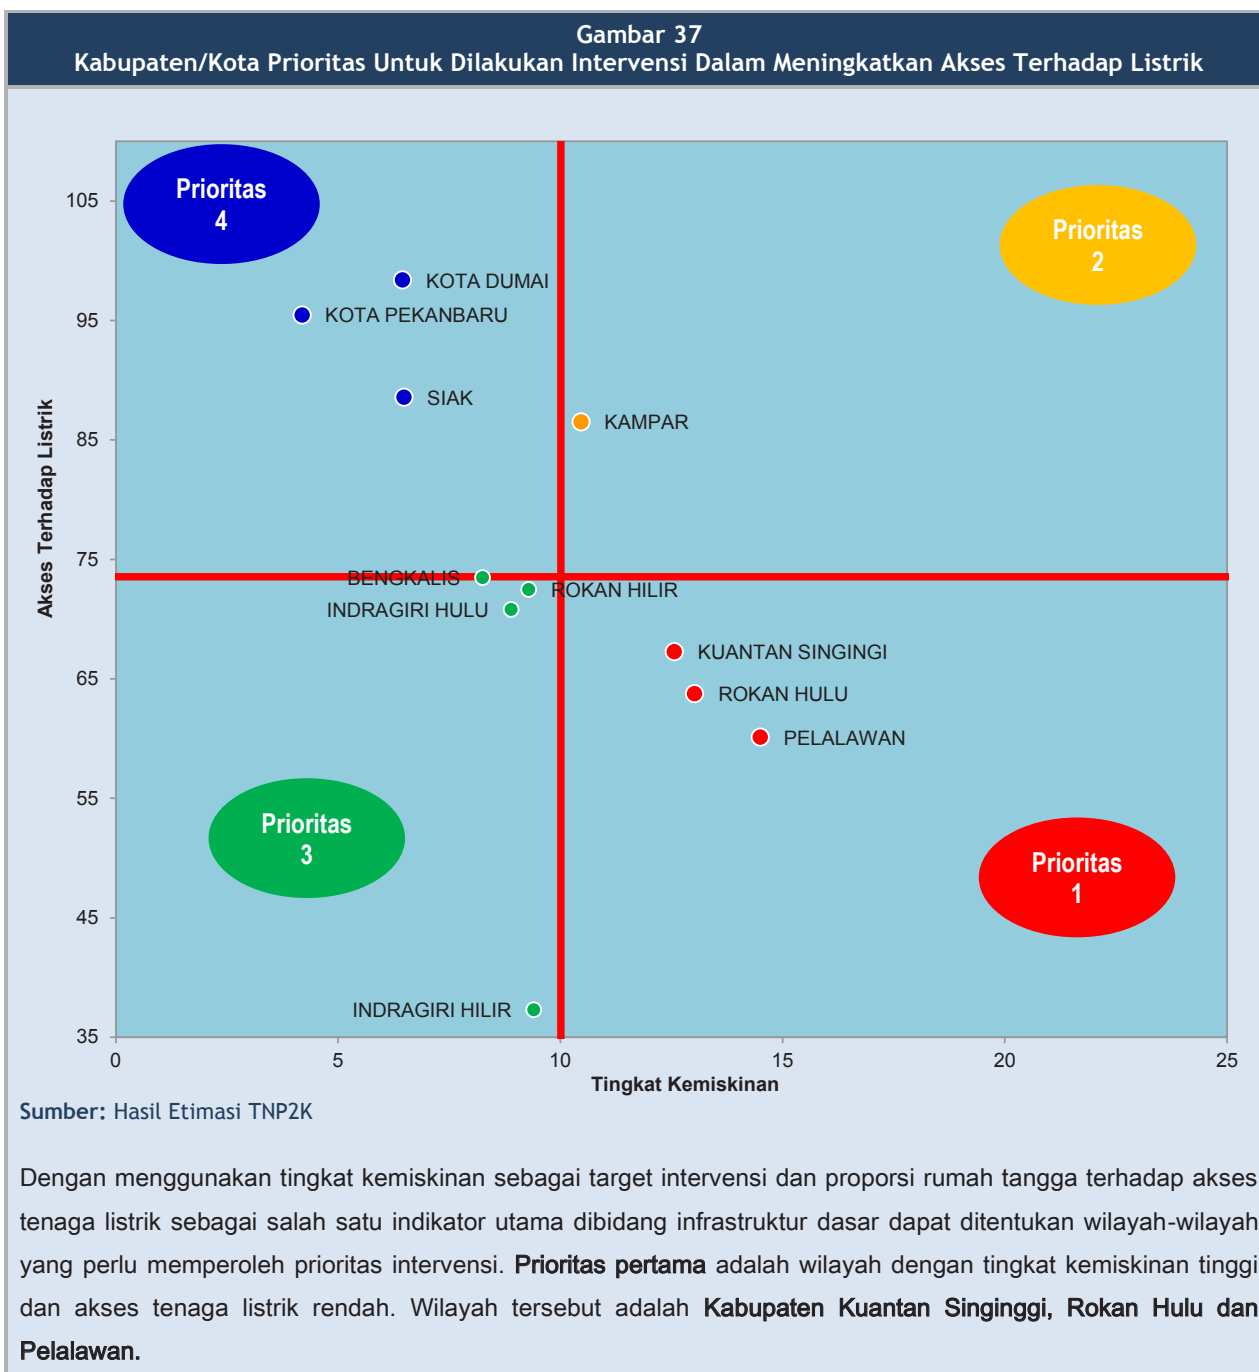 Gambar 37
Kabupaten/Kota Prioritas Untuk Dilakukan Intervensi Dalam Meningkatkan Akses Terhadap Listrik
Prioritas
4
Prioritas
2
105
KOTA DUMAI
95
KOTA PEKANBARU
SIAK
KAMPAR
85
Akses Terhadap Listrik
75
BENGKALIS
ROKAN HILIR
INDRAGIRI HULU
KUANTAN SINGINGI
65
ROKAN HULU
PELALAWAN
55
Prioritas
3
Prioritas
1
45
INDRAGIRI HILIR
35
0 5 10 15 20 25
Tingkat Kemiskinan
Sumber: Hasil Etimasi TNP2K
Dengan menggunakan tingkat kemiskinan sebagai target intervensi dan proporsi rumah tangga terhadap akses
tenaga listrik sebagai salah satu indikator utama dibidang infrastruktur dasar dapat ditentukan wilayah-wilayah
yang perlu memperoleh prioritas intervensi. Prioritas pertama adalah wilayah dengan tingkat kemiskinan tinggi
dan akses tenaga listrik rendah. Wilayah tersebut adalah Kabupaten Kuantan Singinggi, Rokan Hulu dan
Pelalawan.